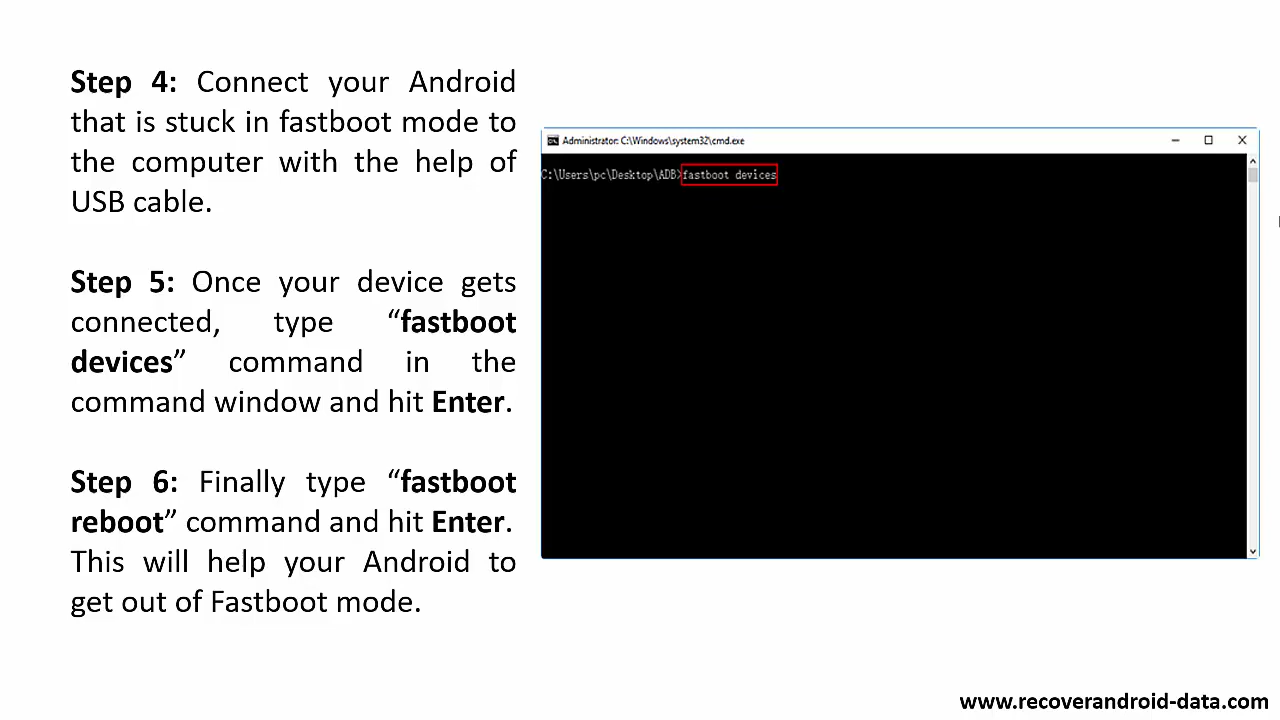 Step 4: Connect your Android
that is stuck in fastboot mode to
the computer with the help of
USB cable.
Step 5: Once your device gets
connected, type “fastboot
devices” command in the
command window and hit Enter.
Step 6: Finally type “fastboot
reboot” command and hit Enter.
This will help your Android to
get out of Fastboot mode.
Administrator: C:\Windows\system32\cmd.exe
C:\Users\pc\Desktop\ADB>fastboot devices
www.recoverandroid-data.com